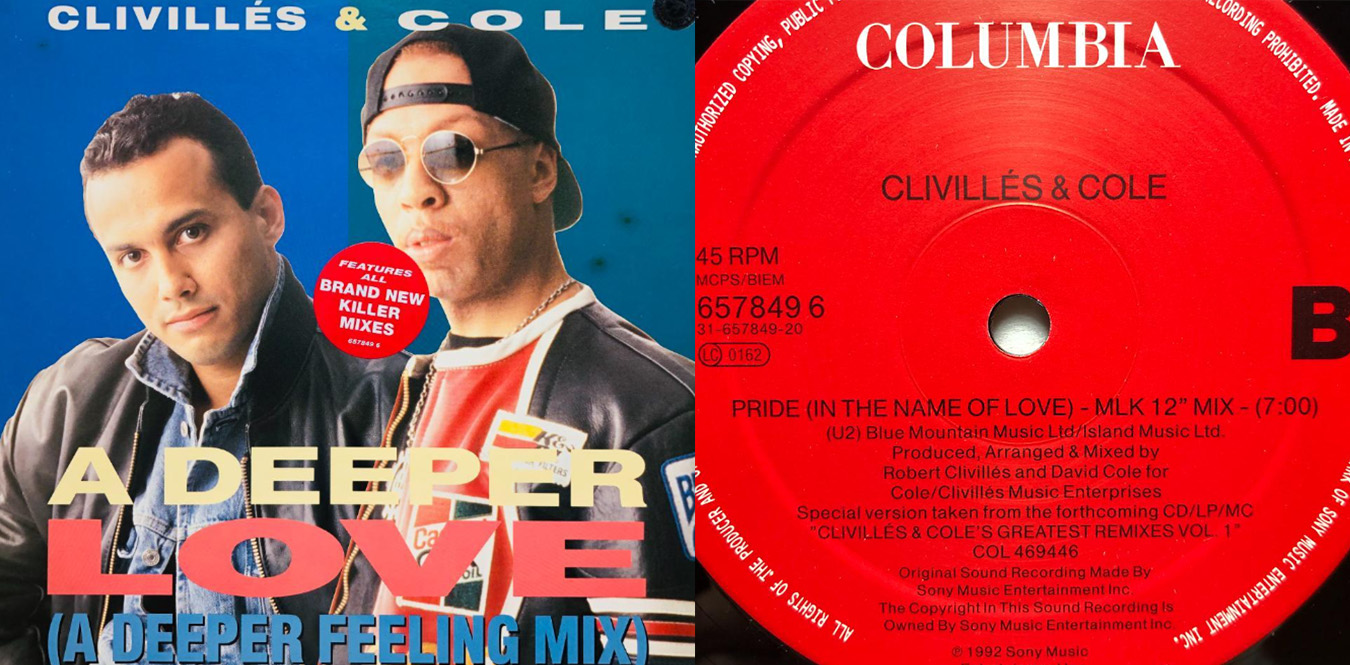 CLIVILLÉS & COLE
FEATURES
ALL
BRAND NEW
KILLER
MIXES
657849 6
A DEEPER
LOVE
(A DEEPER FEELING MIX)
AUTHORIZED COPYING, PUBLIC
RECORDING PROHIBITED. MADE IN
COLUMBIA
CLIVILLÉS & COLE
45 RPM
MCPS/BIEM
657849 6
31-657849-20
LC 0162
B
PRIDE (IN THE NAME OF LOVE) - MLK 12” MIX - (7:00)
(U2) Blue Mountain Music Ltd/Island Music Ltd.
Produced, Arranged & Mixed by
Robert Clivillés and David Cole for
Cole/Clivillés Music Enterprises
Special version taken from the forthcoming CD/LP/MC
"CLIVILLÉS & COLE'S GREATEST REMIXES VOL. 1"
COL 469446
Original Sound Recording Made By
Sony Music Entertainment Inc.
The Copyright In This Sound Recording Is
Owned By Sony Music Entertainment Inc.
℗ 1992 Sony Music
ALL RIGHTS OF THE PRODUCER AND
OF SONY MUSIC ENTERTAINMENT INC.